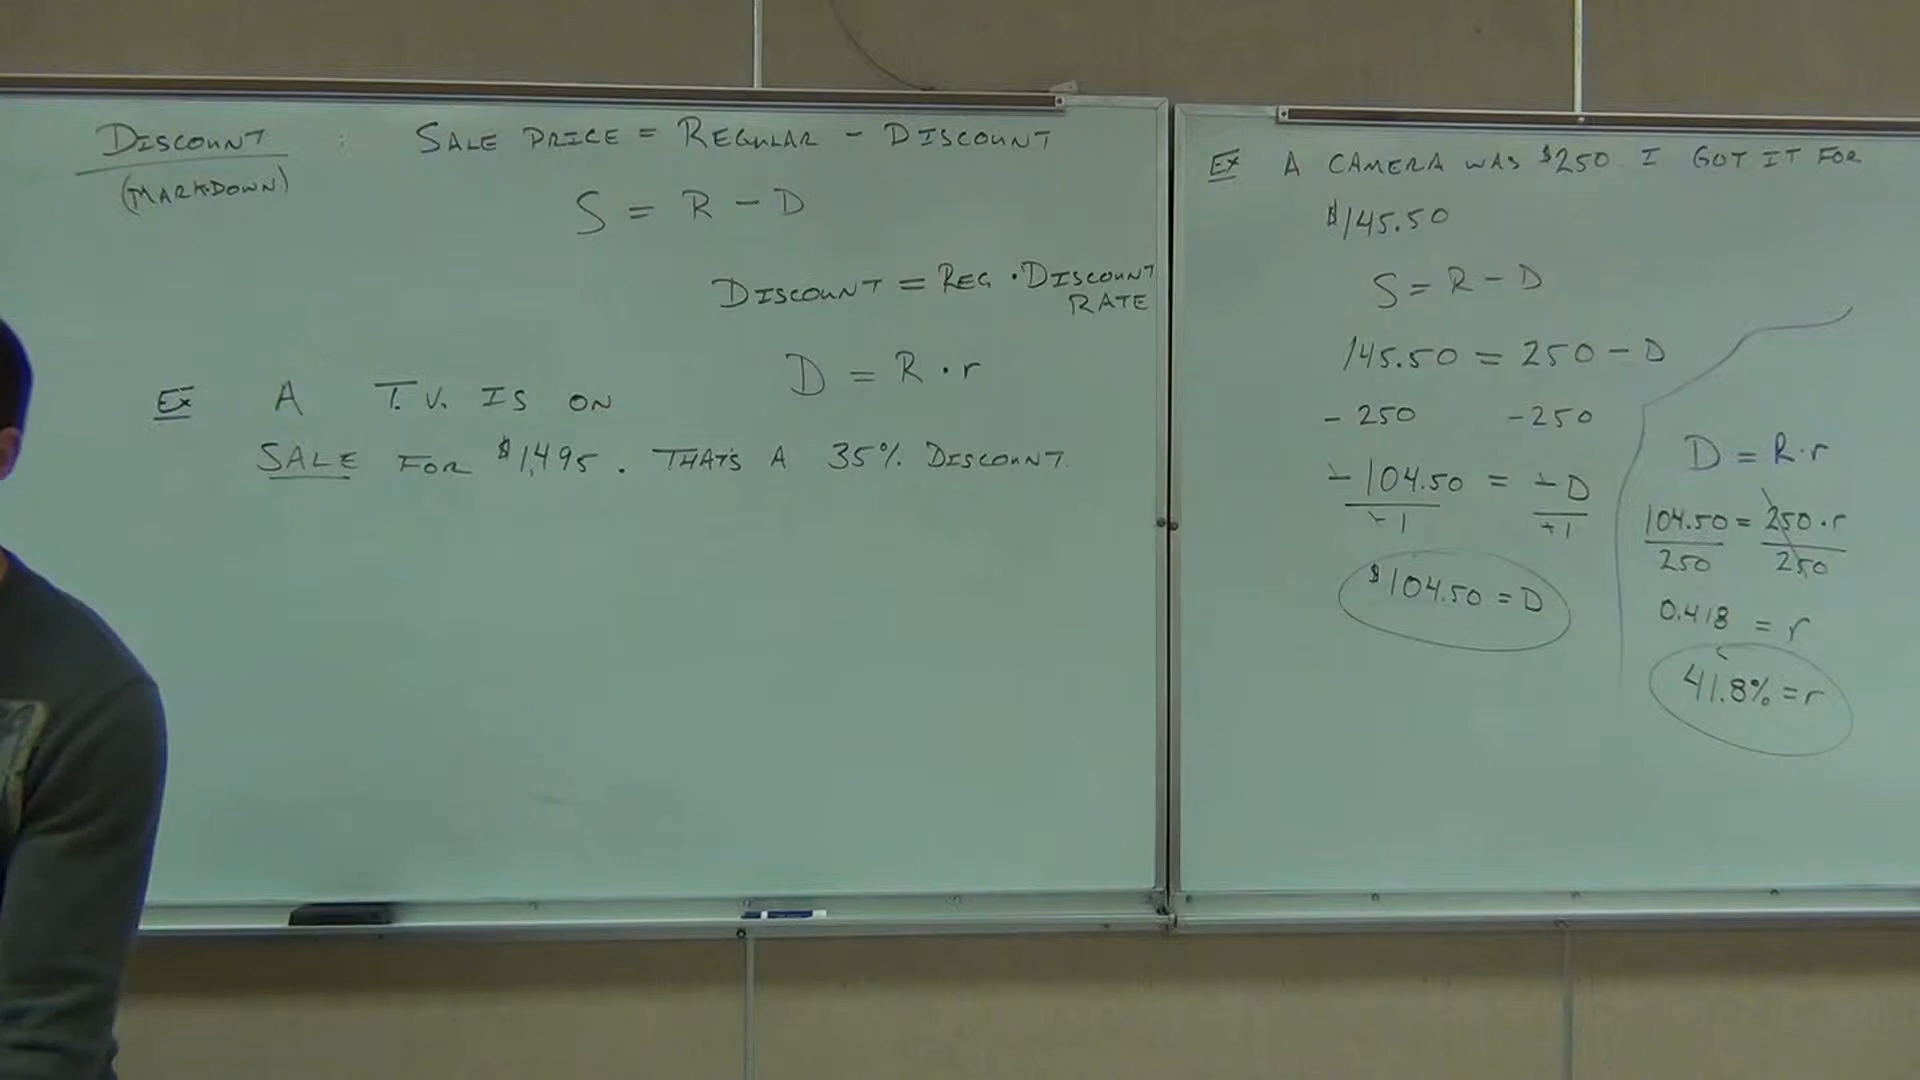 DISCOUNT : SALE PRICE = REGULAR - DISCOUNT
(MARKDOWN)
S = R - D
DISCOUNT = REG · DISCOUNT
RATE
D = R · r
EX A T.V. IS ON
SALE FOR $1,495. THAT'S A 35% DISCOUNT.
EX A CAMERA WAS $250 I GOT IT FOR
$145.50
S = R - D
145.50 = 250 - D
- 250 - 250
- 104.50 = - D
-1 -1
$104.50 = D
D = R · r
104.50 = 250 · r
250 250
0.418 = r
41.8% = r